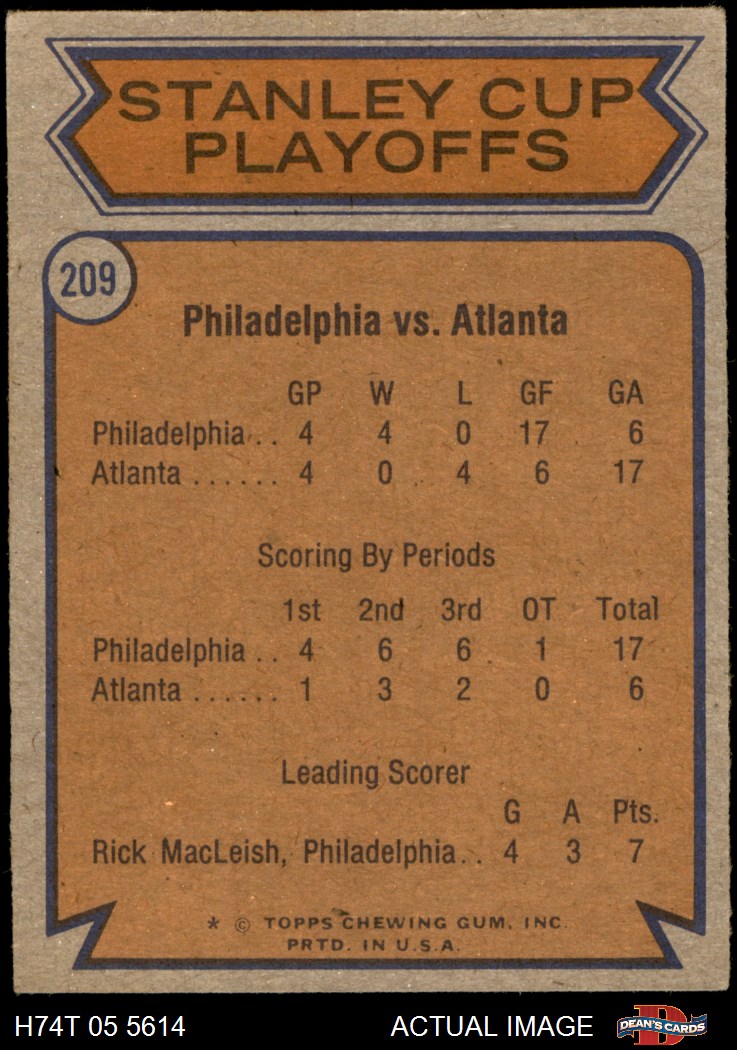 STANLEY CUP
PLAYOFFS
209
Philadelphia vs. Atlanta
GP W L GF GA
Philadelphia.. 4 4 0 17 6
Atlanta ...... 4 0 4 6 17
Scoring By Periods
1st 2nd 3rd OT Total
Philadelphia .. 4 6 6 1 17
Atlanta ...... 1 3 2 0 6
Leading Scorer
G A Pts.
Rick MacLeish, Philadelphia.. 4 3 7
* © TOPPS CHEWING GUM, INC.
PRTD. IN U.S.A.
H74T 05 5614 ACTUAL IMAGE D DEAN'S CARDS